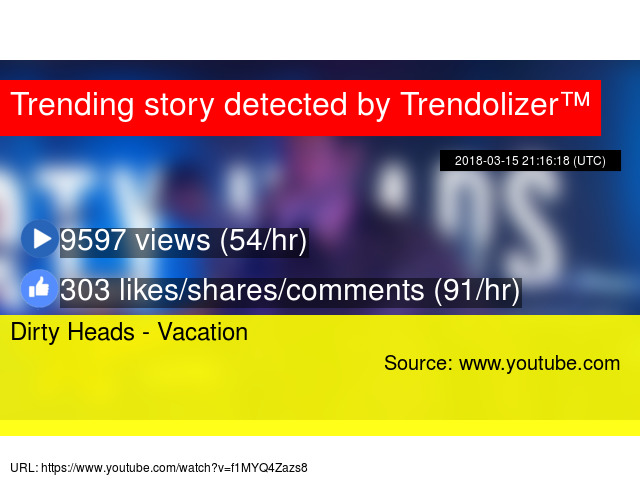 Trending story detected by Trendolizer™
2018-03-15 21:16:18 (UTC)
9597 views (54/hr)
303 likes/shares/comments (91/hr)
Dirty Heads - Vacation
Source: www.youtube.com
URL: https://www.youtube.com/watch?v=f1MYQ4Zazs8